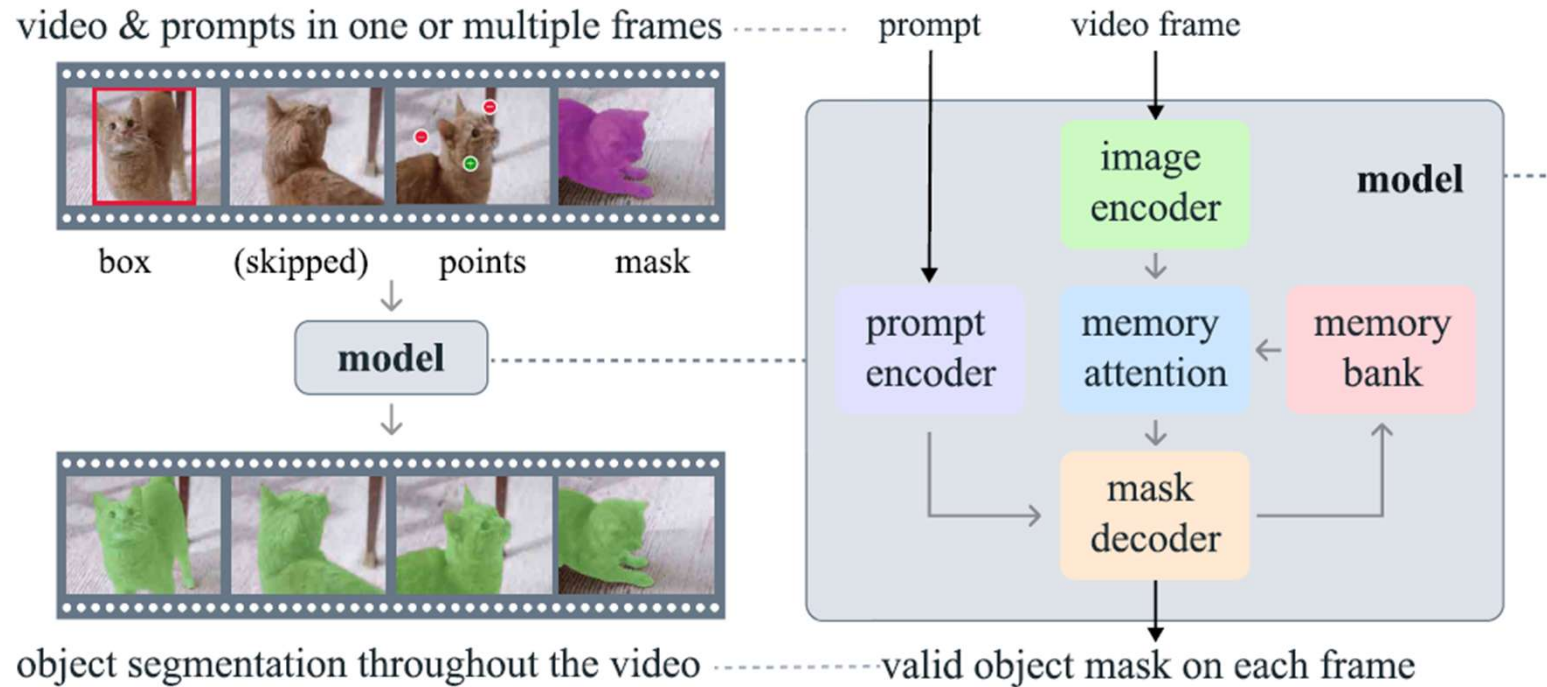 video & prompts in one or multiple frames
prompt
video frame
box
(skipped)
points
mask
model
object segmentation throughout the video
image
encoder
model
prompt
encoder
memory
attention
memory
bank
mask
decoder
valid object mask on each frame